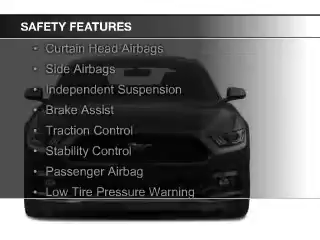 SAFETY FEATURES
• Curtain Head Airbags
• Side Airbags
• Independent Suspension
• Brake Assist
• Traction Control
• Stability Control
• Passenger Airbag
• Low Tire Pressure Warning